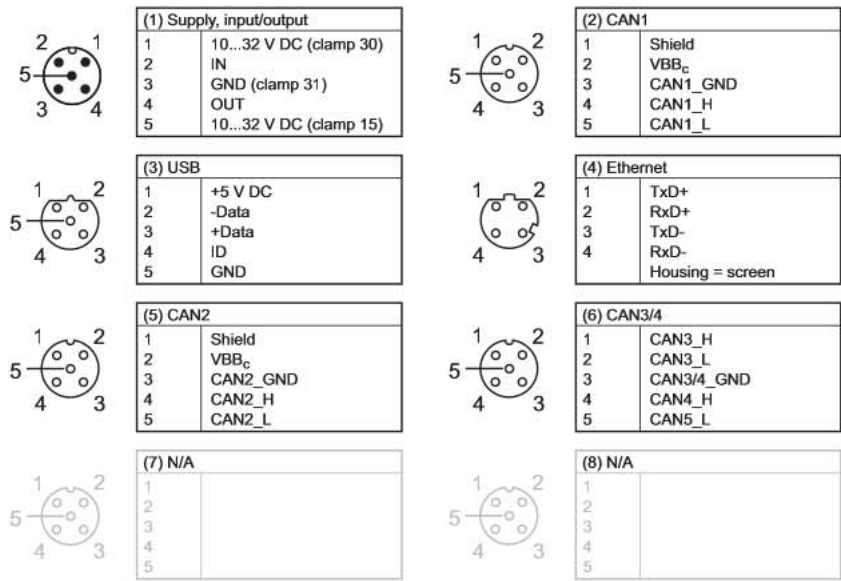 (1) Supply, input/output
2 1
5
3 4
1 10...32 V DC (clamp 30)
2 IN
3 GND (clamp 31)
4 OUT
5 10...32 V DC (clamp 15)
(2) CAN1
1 2
5
4 3
1 Shield
2 VBBc
3 CAN1_GND
4 CAN1_H
5 CAN1_L
(3) USB
1 2
5
4 3
1 +5 V DC
2 -Data
3 +Data
4 ID
5 GND
(4) Ethernet
1 2
4 3
1 TxD+
2 RxD+
3 TxD-
4 RxD-
Housing = screen
(5) CAN2
1 2
5
4 3
1 Shield
2 VBBc
3 CAN2_GND
4 CAN2_H
5 CAN2_L
(6) CAN3/4
1 2
5
4 3
1 CAN3_H
2 CAN3_L
3 CAN3/4_GND
4 CAN4_H
5 CAN5_L
(7) N/A
1 2
5
4 3
1
2
3
4
5
(8) N/A
1 2
5
4 3
1
2
3
4
5